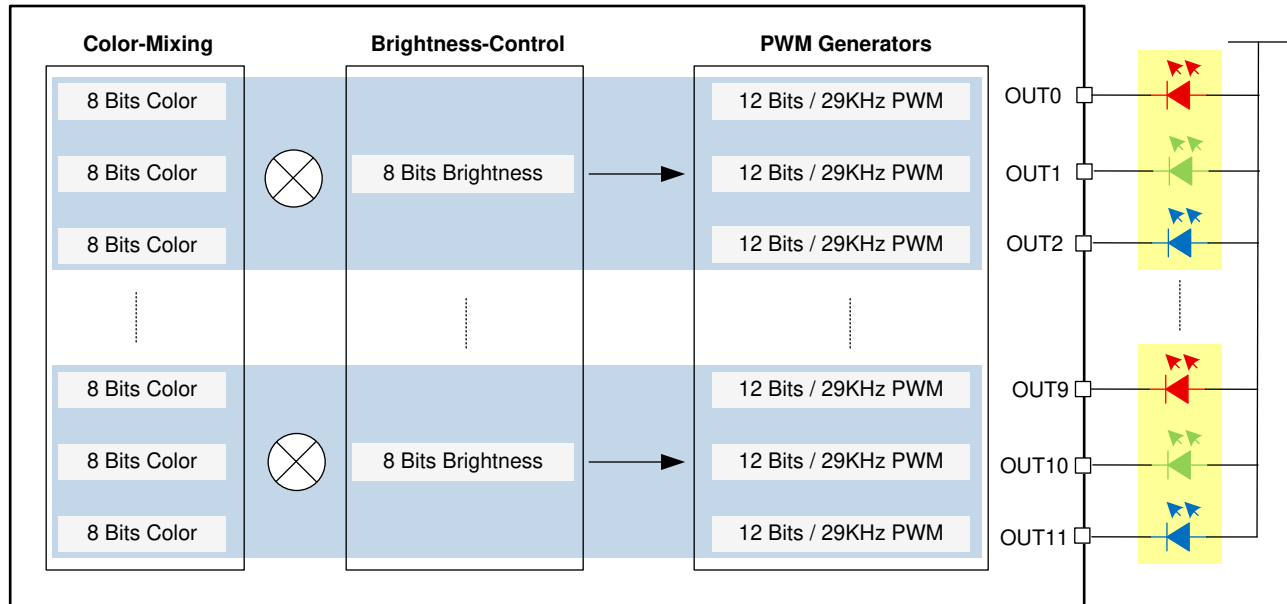 Color-Mixing Brightness-Control PWM Generators
8 Bits Color 12 Bits / 29KHz PWM OUT0
8 Bits Color 8 Bits Brightness 12 Bits / 29KHz PWM OUT1
8 Bits Color 12 Bits / 29KHz PWM OUT2
8 Bits Color 12 Bits / 29KHz PWM OUT9
8 Bits Color 8 Bits Brightness 12 Bits / 29KHz PWM OUT10
8 Bits Color 12 Bits / 29KHz PWM OUT11